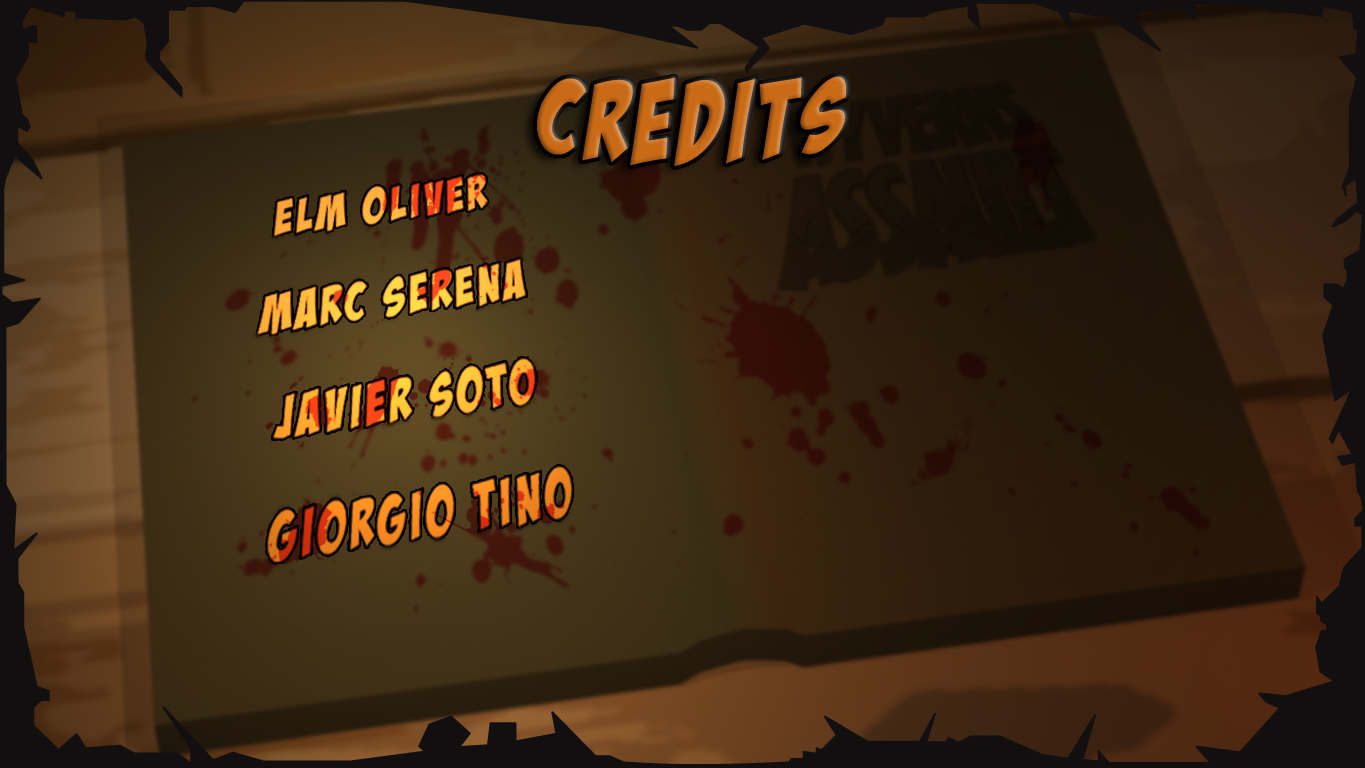 CREDITS
ELM OLIVER
MARC SERENA
JAVIER SOTO
GIORGIO TINO